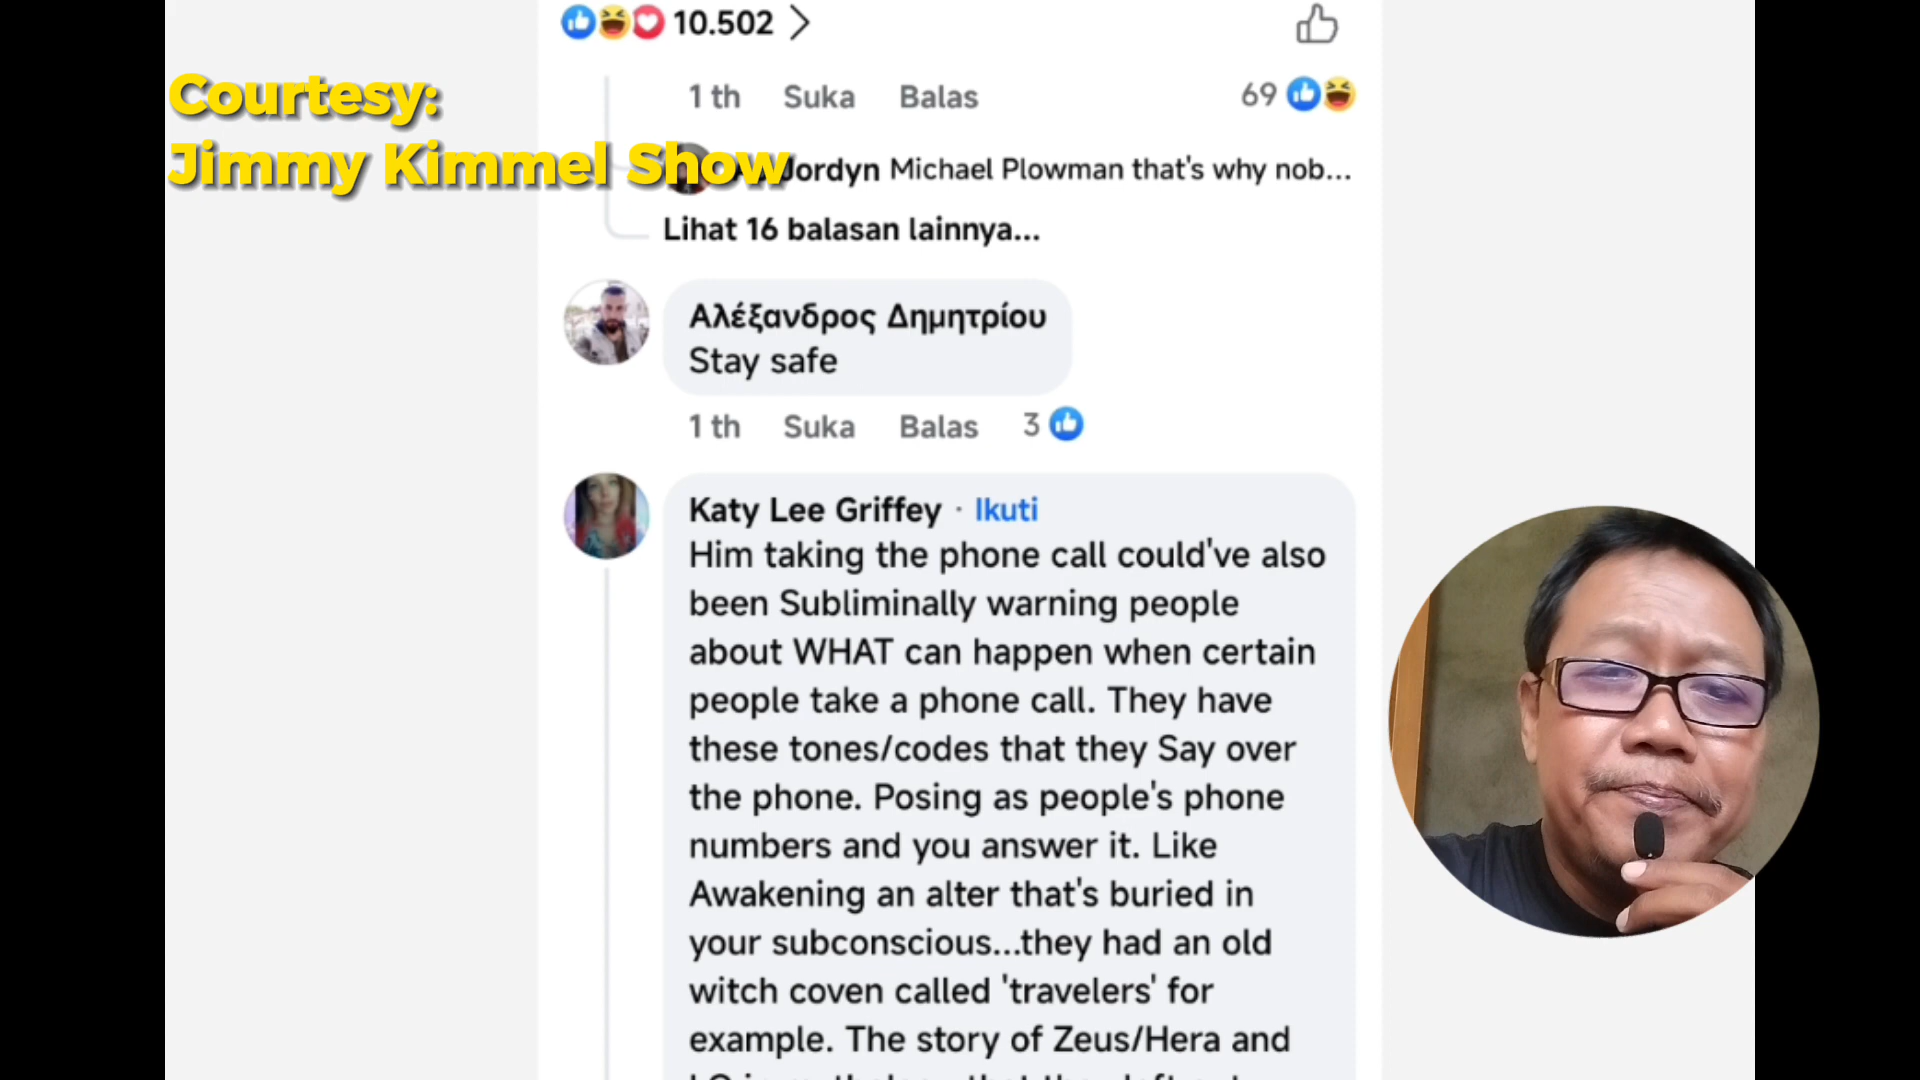 10.502
Courtesy:
Jimmy Kimmel Show
1 th Suka Balas 69
Jordyn Michael Plowman that's why nob...
Lihat 16 balasan lainnya...
Αλέξανδρος Δημητρίου
Stay safe
1 th Suka Balas 3
Katy Lee Griffey · Ikuti
Him taking the phone call could've also
been Subliminally warning people
about WHAT can happen when certain
people take a phone call. They have
these tones/codes that they Say over
the phone. Posing as people's phone
numbers and you answer it. Like
Awakening an alter that's buried in
your subconscious...they had an old
witch coven called 'travelers' for
example. The story of Zeus/Hera and